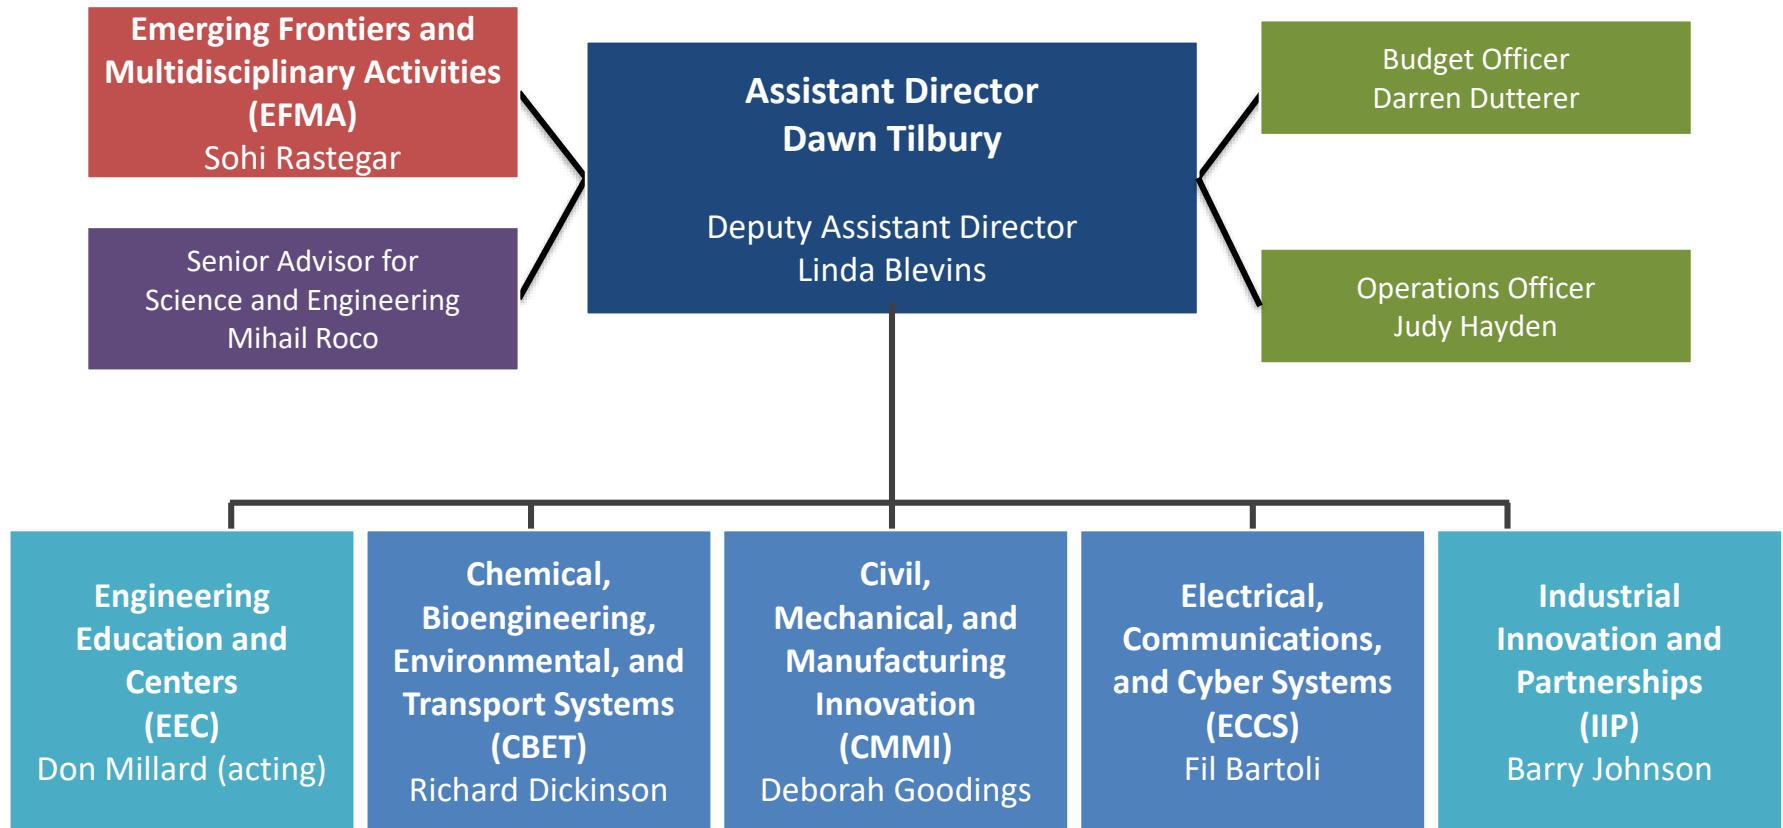 Emerging Frontiers and
Multidisciplinary Activities
(EFMA)
Sohi Rastegar
Senior Advisor for
Science and Engineering
Mihail Roco
Assistant Director
Dawn Tilbury
Deputy Assistant Director
Linda Blevins
Budget Officer
Darren Dutterer
Operations Officer
Judy Hayden
Engineering
Education and
Centers
(EEC)
Don Millard (acting)
Chemical,
Bioengineering,
Environmental, and
Transport Systems
(CBET)
Richard Dickinson
Civil,
Mechanical, and
Manufacturing
Innovation
(CMMI)
Deborah Goodings
Electrical,
Communications,
and Cyber Systems
(ECCS)
Fil Bartoli
Industrial
Innovation and
Partnerships
(IIP)
Barry Johnson